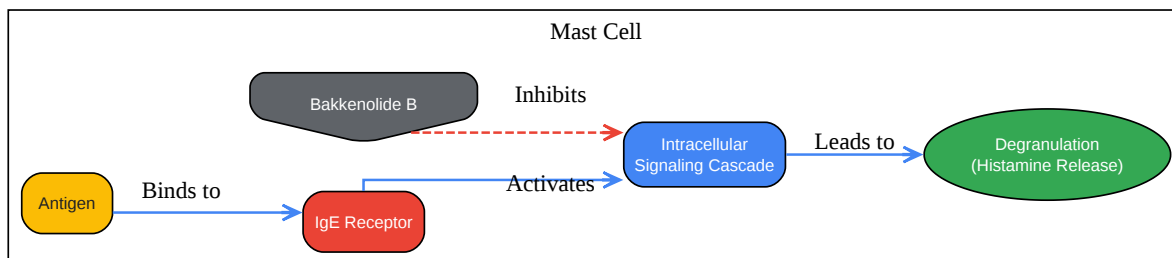 Mast Cell
Bakkenolide B
Inhibits
Intracellular
Signaling Cascade
Leads to
Degranulation
(Histamine Release)
Antigen
Binds to
IgE Receptor
Activates